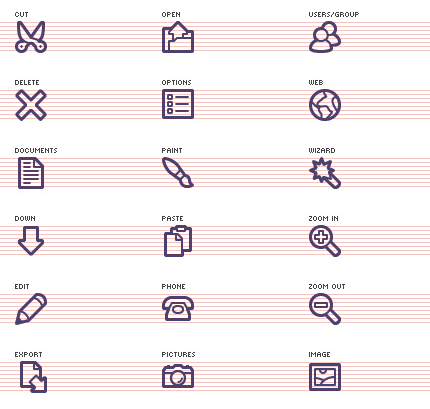 CUT
OPEN
USERS/GROUP
DELETE
OPTIONS
WEB
DOCUMENTS
PAINT
WIZARD
DOWN
PASTE
ZOOM IN
EDIT
PHONE
ZOOM OUT
EXPORT
PICTURES
IMAGE